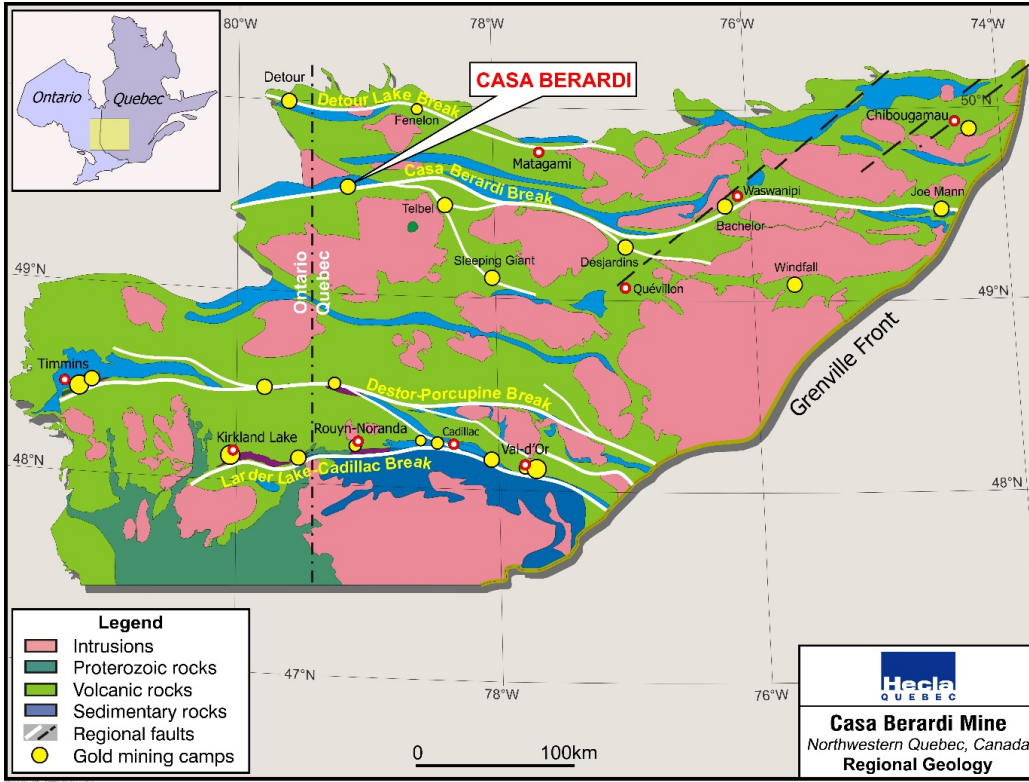 80°W
78°W
76°W
74°W
Ontario
Quebec
Detour
CASA BERARDI
Detour Lake Break
Fenelon
50°N
Chibougamau
Matagami
Casa Berardi Break
Waswanipi
Joe Mann
Telbel
Bachelor
Desjardins
Sleeping Giant
Windfall
49°N
Quévillon
49°N
Ontario
Quebec
Grenville Front
Timmins
Destor-Porcupine Break
Rouyn-Noranda
Kirkland Lake
Cadillac
Val-d'Or
48°N
Larder Lake-Cadillac Break
48°N
Legend
Intrusions
Proterozoic rocks
Volcanic rocks
Sedimentary rocks
Regional faults
Gold mining camps
47°N
78°W
76°W
0 100km
Hecla
QUEBEC
Casa Berardi Mine
Northwestern Quebec, Canada
Regional Geology